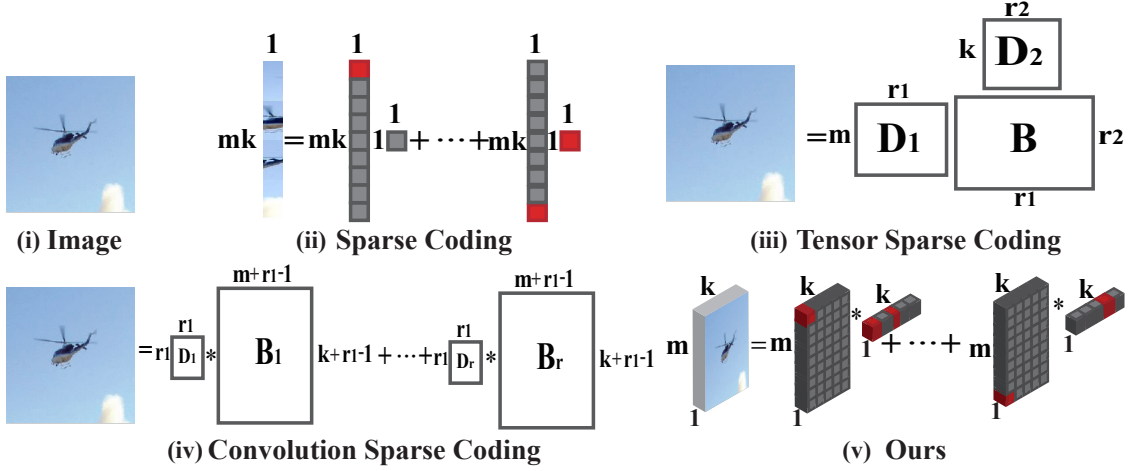 1 1 1 1
mk = mk 1 + ... + mk 1
r2
k D2
r1
= m D1 B r2
r1
(i) Image (ii) Sparse Coding (iii) Tensor Sparse Coding
m+r1-1 m+r1-1
r1 r1
= r1 D1 * B1 k+r1-1 + ... + r1 Dr * Br k+r1-1
k k k k k
m = m * 1 + ... + m * 1
1 1 1
(iv) Convolution Sparse Coding (v) Ours